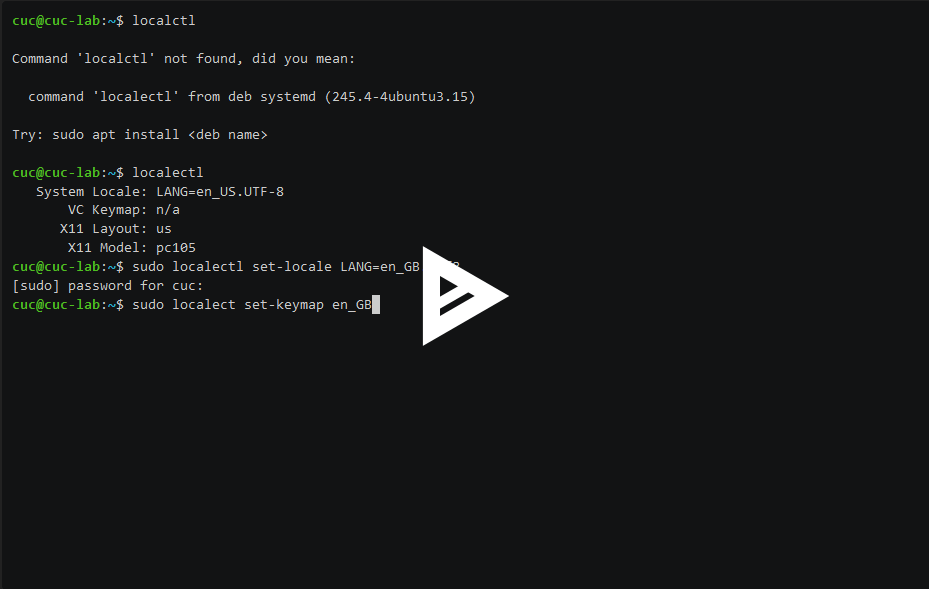 cuc@cuc-lab:~$ localctl
Command 'localctl' not found, did you mean:
command 'localectl' from deb systemd (245.4-4ubuntu3.15)
Try: sudo apt install <deb name>
cuc@cuc-lab:~$ localectl
System Locale: LANG=en_US.UTF-8
VC Keymap: n/a
X11 Layout: us
X11 Model: pc105
cuc@cuc-lab:~$ sudo localectl set-locale LANG=en_GB
[sudo] password for cuc:
cuc@cuc-lab:~$ sudo localect set-keymap en_GB